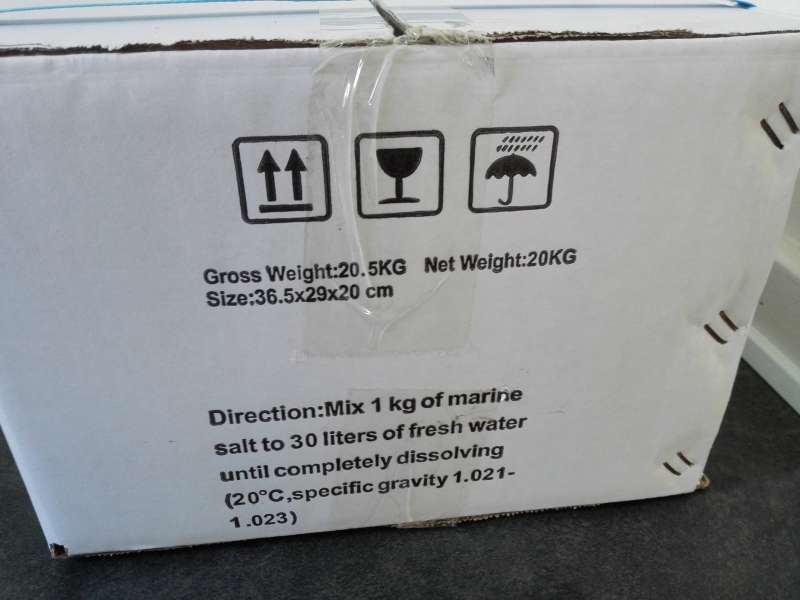 Gross Weight:20.5KG Net Weight:20KG
Size:36.5x29x20 cm
Direction:Mix 1 kg of marine
salt to 30 liters of fresh water
until completely dissolving
(20°C,specific gravity 1.021-
1.023)